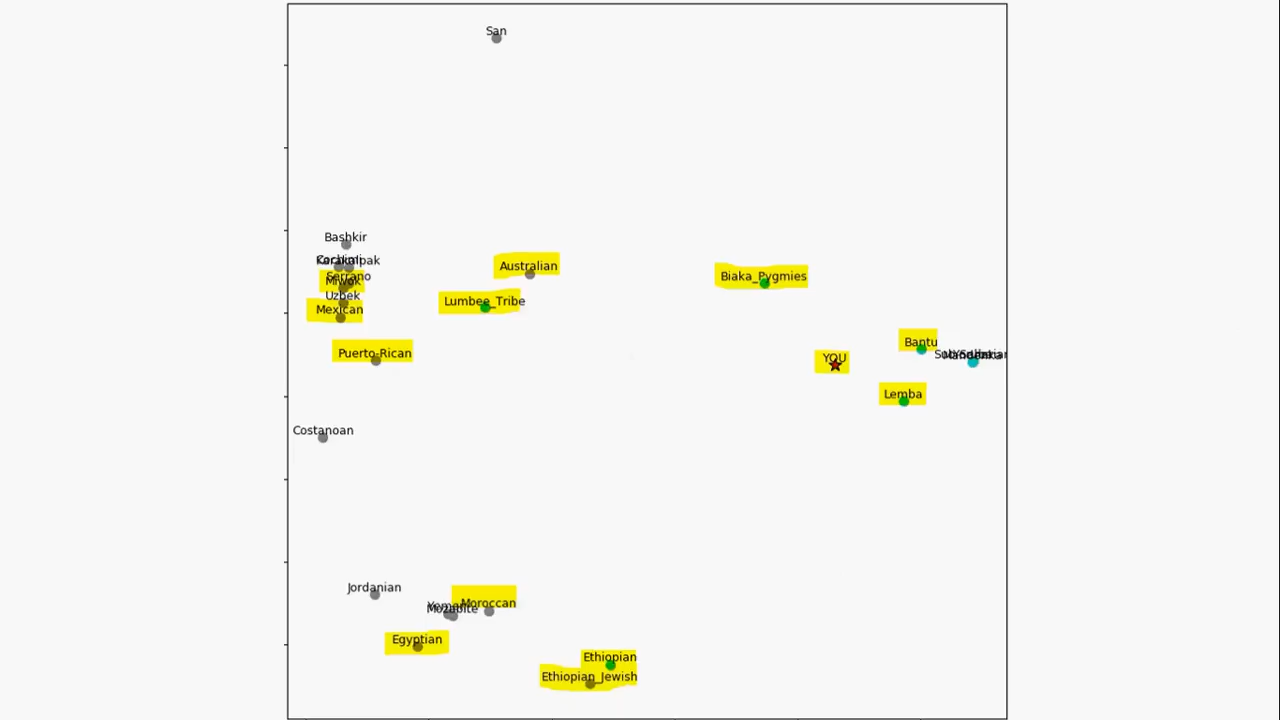 San
Bashkir
Serrano
Miwok
Uzbek
Mexican
Australian
Lumbee_Tribe
Biaka_Pygmies
Puerto-Rican
YOU
Bantu
Lemba
Costanoan
Jordanian
Moroccan
Mozabite
Egyptian
Ethiopian
Ethiopian_Jewish